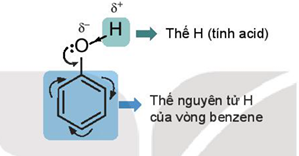 δ⁺
δ⁻
H
O
Thế H (tính acid)
Thế nguyên tử H
của vòng benzene